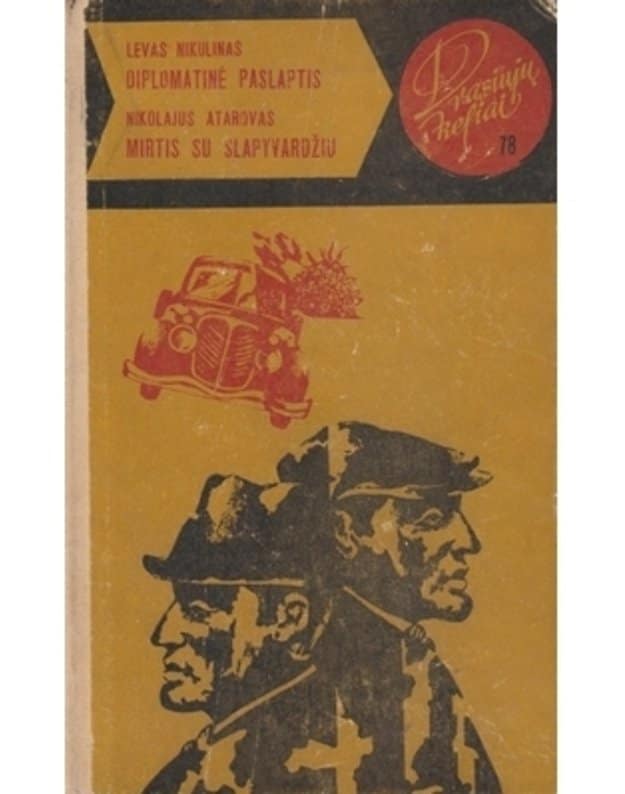 LEVAS NIKULINAS
DIPLOMATINĖ PASLAPTIS
NIKOLAJUS ATAROVAS
MIRTIS SU SLAPYVARDŽIU
Drąsiųjų
keliai
78